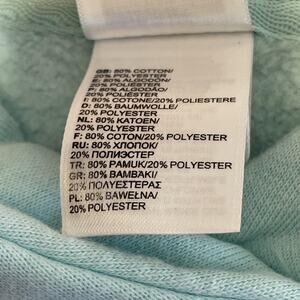 GB: 80% COTTON/
20% POLYESTER
E: 80% ALGODÓN/
20% POLIÉSTER
P: 80% ALGODÃO/
20% POLIÉSTER
I: 80% COTONE/20% POLIESTERE
D: 80% BAUMWOLLE/
20% POLYESTER
NL: 80% KATOEN/
20% POLYESTER
F: 80% COTON/20% POLYESTER
RU: 80% ХЛОПОК/
20% ПОЛИЭСТЕР
TR: 80% PAMUK/20% POLYESTER
GR: 80% BAMBAKI/
20% ΠΟΛΥΕΣΤΕΡΑΣ
PL: 80% BAWEŁNA/
20% POLYESTER